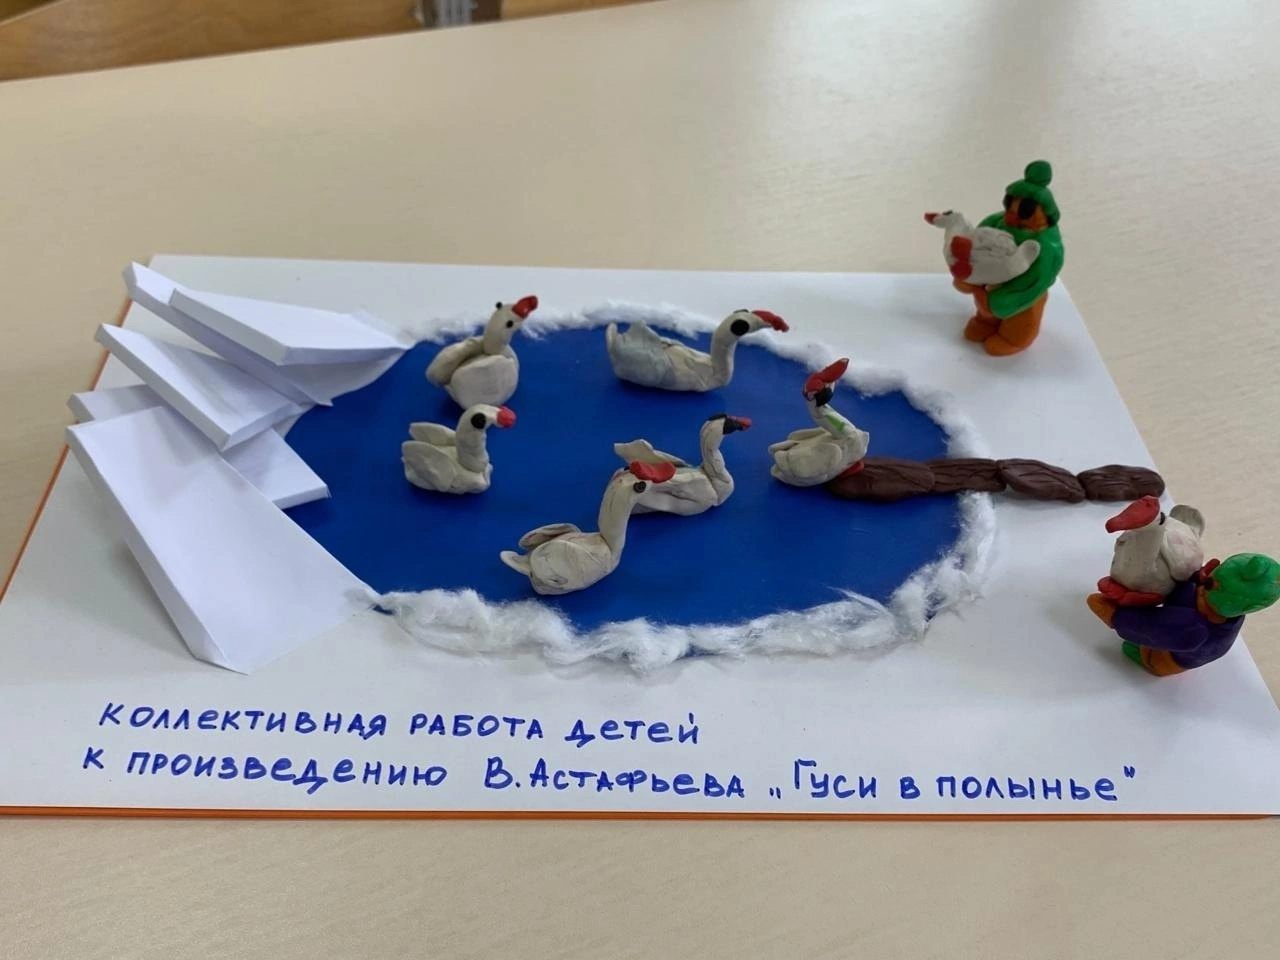 коллективная работа детей
к произведению В. Астафьева „Гуси в полынье"